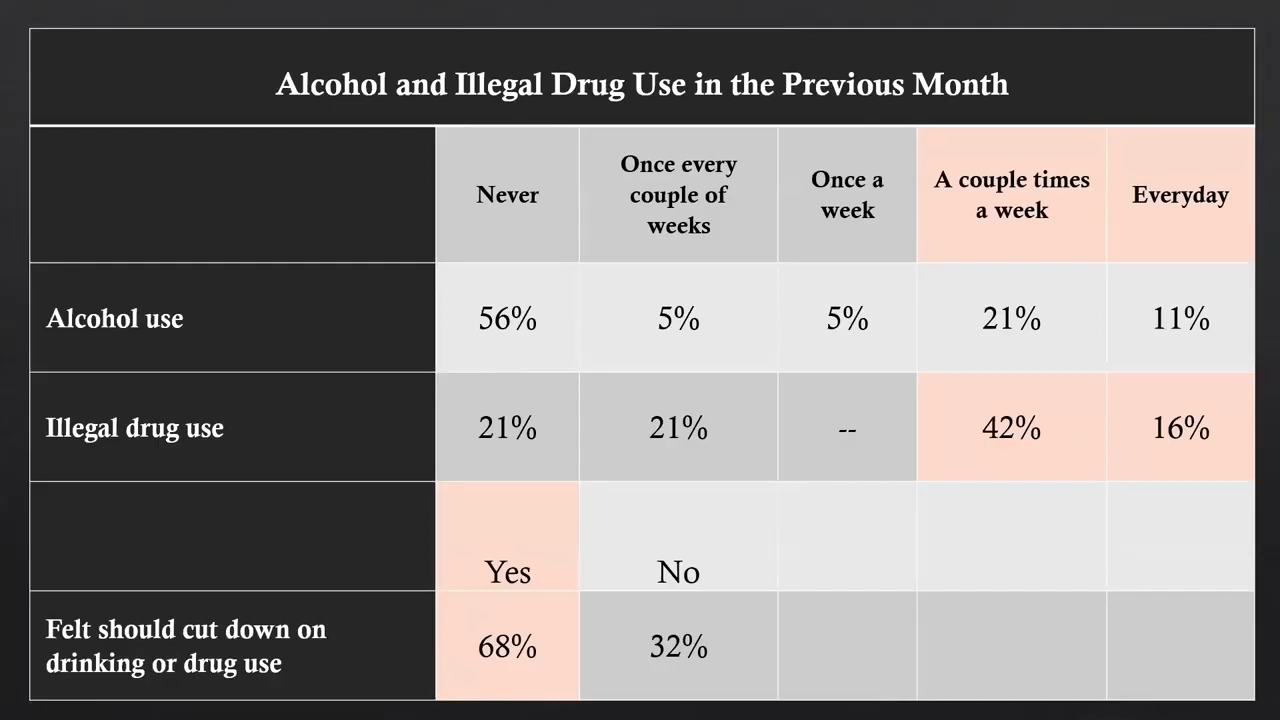 Alcohol and Illegal Drug Use in the Previous Month
Never
Once every
couple of
weeks
Once a
week
A couple times
a week
Everyday
Alcohol use
56%
5%
5%
21%
11%
Illegal drug use
21%
21%
--
42%
16%
Yes
No
Felt should cut down on
drinking or drug use
68%
32%